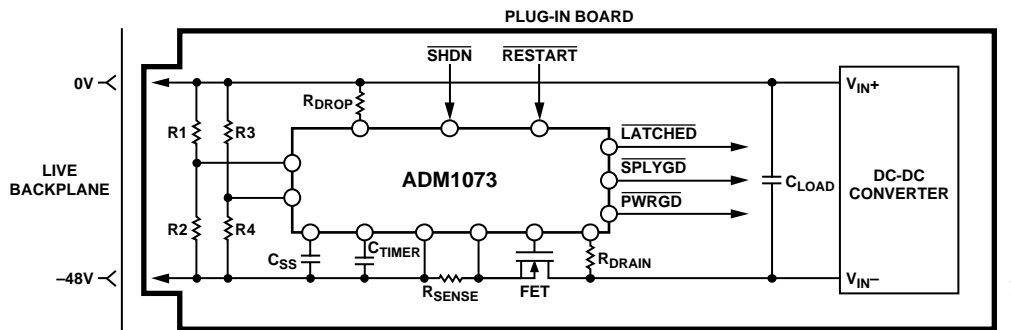 PLUG-IN BOARD
SHDN
RESTART
0V
VIN+
RDROP
R1
R3
LATCHED
LIVE
BACKPLANE
ADM1073
SPLYGD
CLOAD
DC-DC
CONVERTER
PWRGD
R2
R4
CSS
CTIMER
RDRAIN
–48V
RSENSE
FET
VIN–